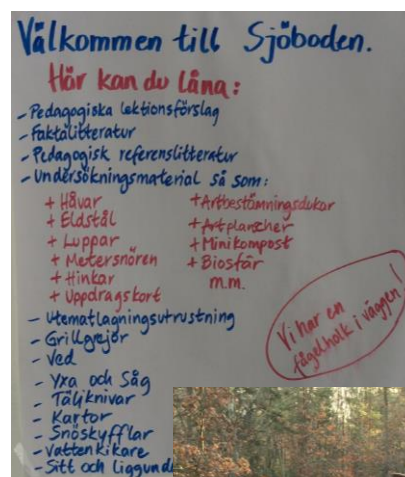 Välkommen till Sjöboden.
Här kan du låna:
- Pedagogiska lektionsförslag
- Faktalitteratur
- Pedagogisk referenslitteratur
- Undersökningsmaterial så som:
+ Håvar
+ Eldstål
+ Luppar
+ Metersnören
+ Hinkar
+ Uppdragskort
+ Artbestämningsdukar
+ Artplanscher
+ Minikompost
+ Biosfär
m.m.
- Utematlagningsutrustning
- Grillgrejor
- Ved
- Yxa och Såg
- Täljknivar
- Kartor
- Snöskyfflar
- Vattenkikare
- Sitt och
Vi har en
fågelholk i väggen!